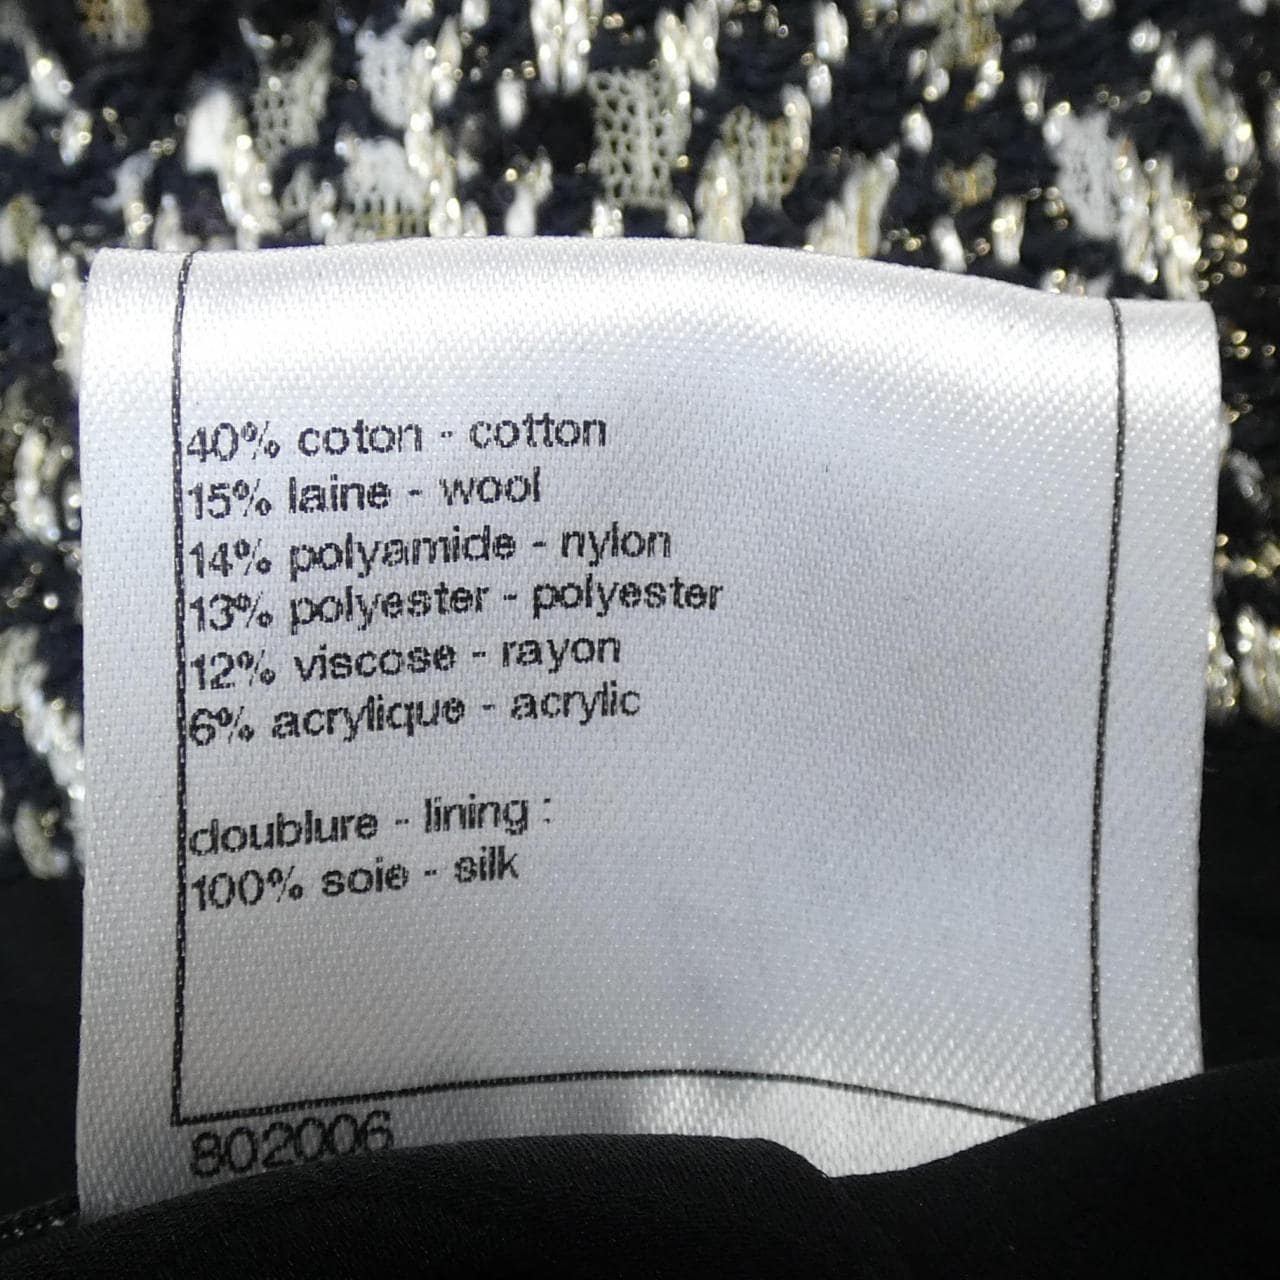 40% coton - cotton
15% laine - wool
14% polyamide - nylon
13% polyester - polyester
12% viscose - rayon
6% acrylique - acrylic
doublure - lining :
100% soie - silk
802006